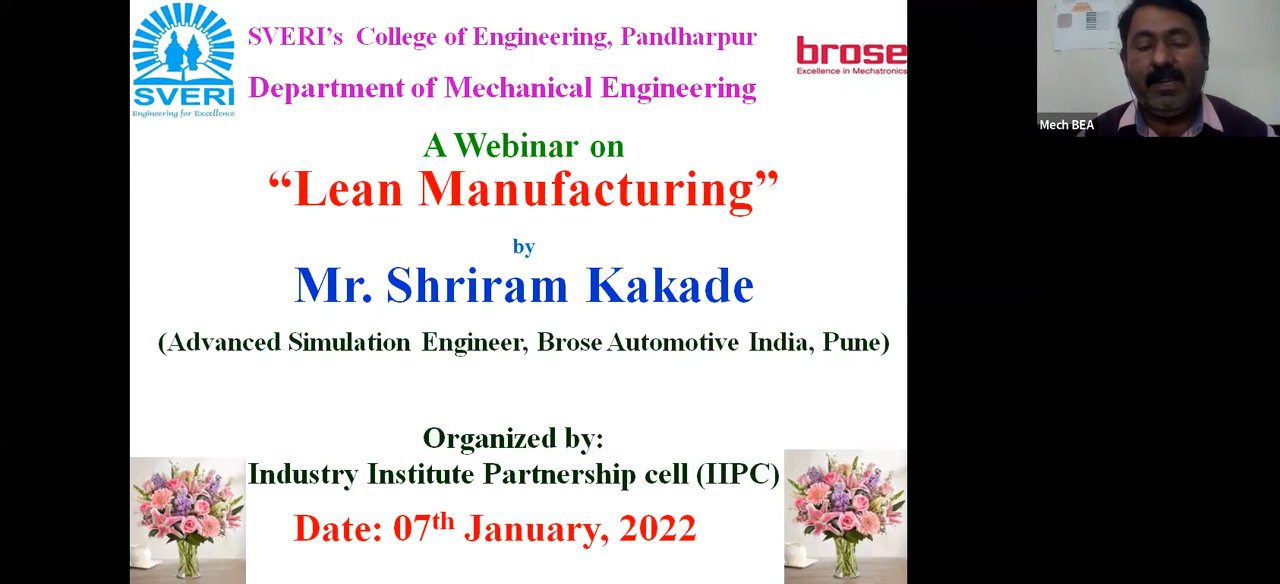 SVERI's College of Engineering, Pandharpur
Department of Mechanical Engineering
SVERI
Engineering for Excellence
brose
Excellence in Mechatronics
Mech BEA
A Webinar on
“Lean Manufacturing”
by
Mr. Shriram Kakade
(Advanced Simulation Engineer, Brose Automotive India, Pune)
Organized by:
Industry Institute Partnership cell (IIPC)
Date: 07th January, 2022